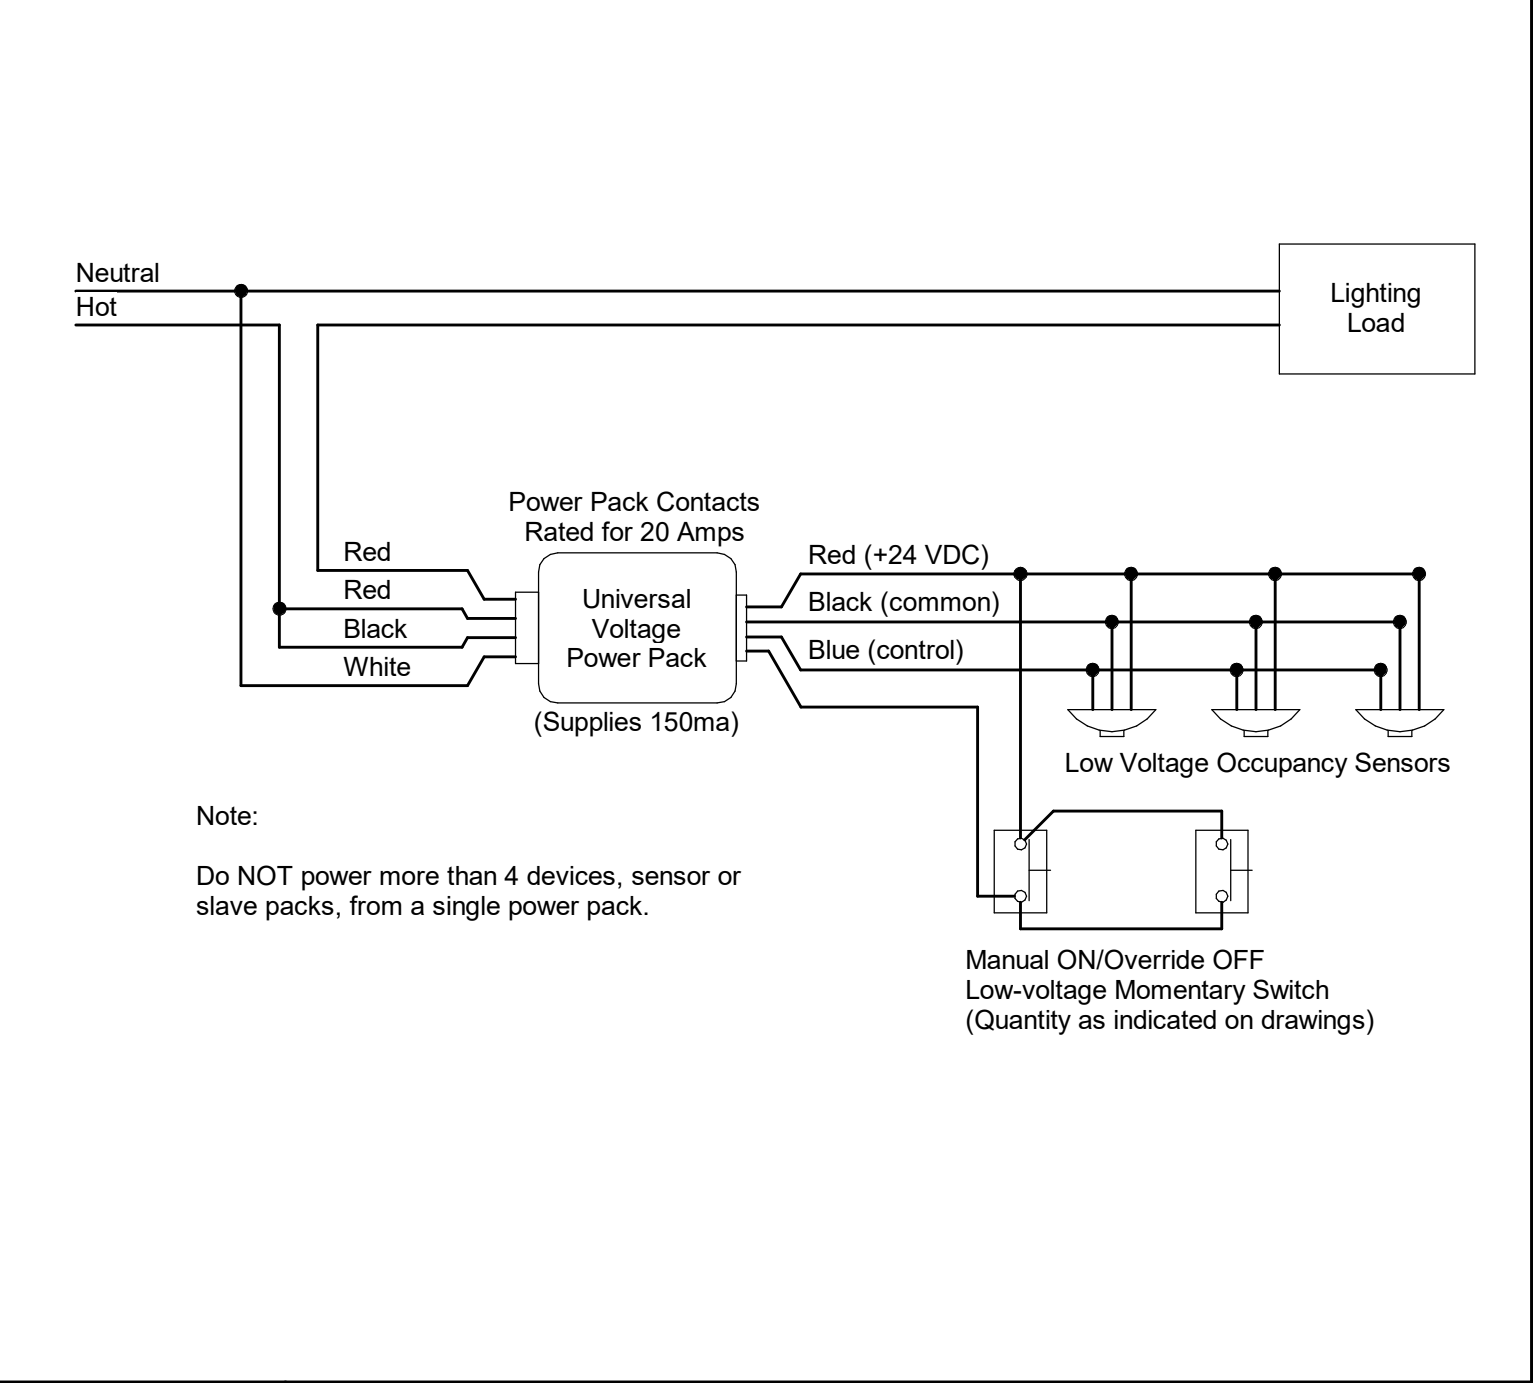 Neutral
Hot
Lighting
Load
Power Pack Contacts
Rated for 20 Amps
Red
Red
Black
White
Universal
Voltage
Power Pack
(Supplies 150ma)
Red (+24 VDC)
Black (common)
Blue (control)
Low Voltage Occupancy Sensors
Note:
Do NOT power more than 4 devices, sensor or
slave packs, from a single power pack.
Manual ON/Override OFF
Low-voltage Momentary Switch
(Quantity as indicated on drawings)